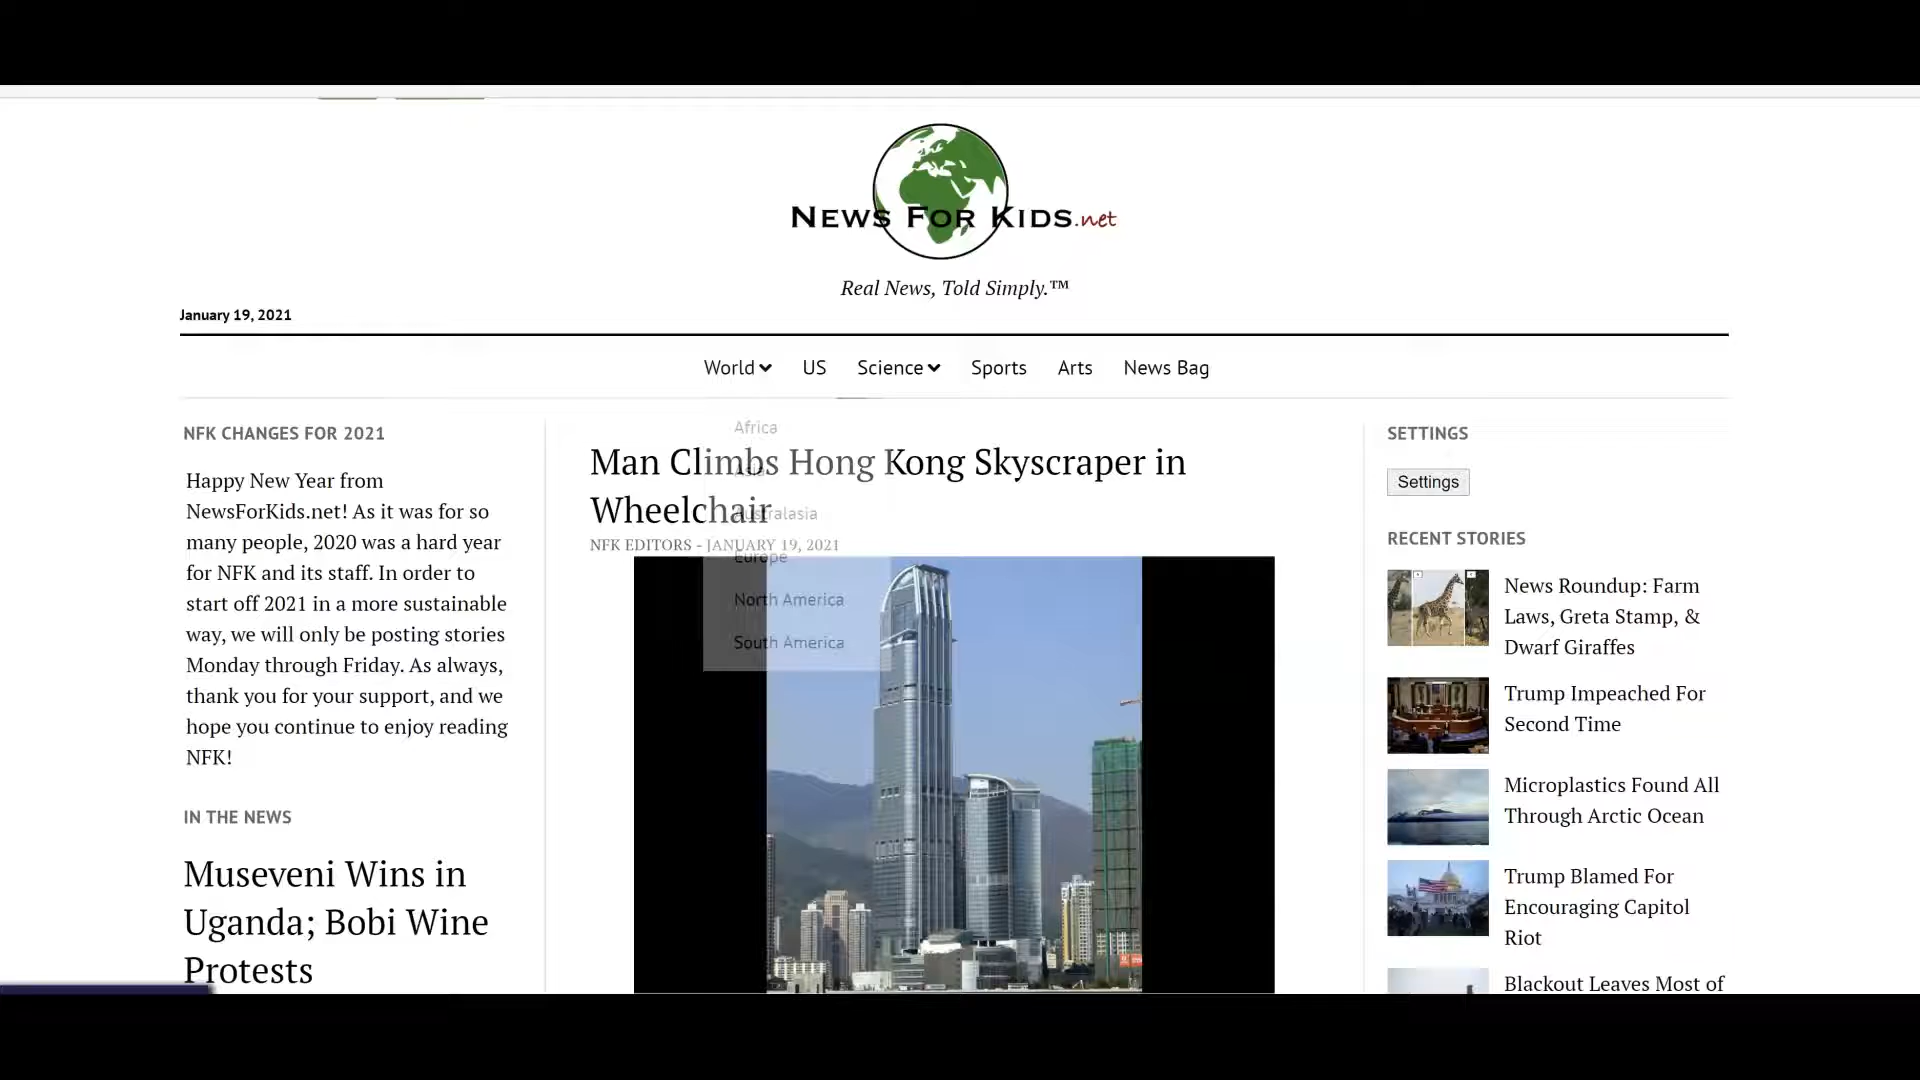 News For Kids.net
Real News, Told Simply.™
January 19, 2021
World
US
Science
Sports
Arts
News Bag
NFK CHANGES FOR 2021
Happy New Year from
NewsForKids.net! As it was for so
many people, 2020 was a hard year
for NFK and its staff. In order to
start off 2021 in a more sustainable
way, we will only be posting stories
Monday through Friday. As always,
thank you for your support, and we
hope you continue to enjoy reading
NFK!
IN THE NEWS
Museveni Wins in
Uganda; Bobi Wine
Protests
Africa
Asia
Australasia
Europe
North America
South America
Man Climbs Hong Kong Skyscraper in
Wheelchair
NFK EDITORS - JANUARY 19, 2021
SETTINGS
Settings
RECENT STORIES
News Roundup: Farm
Laws, Greta Stamp, &
Dwarf Giraffes
Trump Impeached For
Second Time
Microplastics Found All
Through Arctic Ocean
Trump Blamed For
Encouraging Capitol
Riot
Blackout Leaves Most of